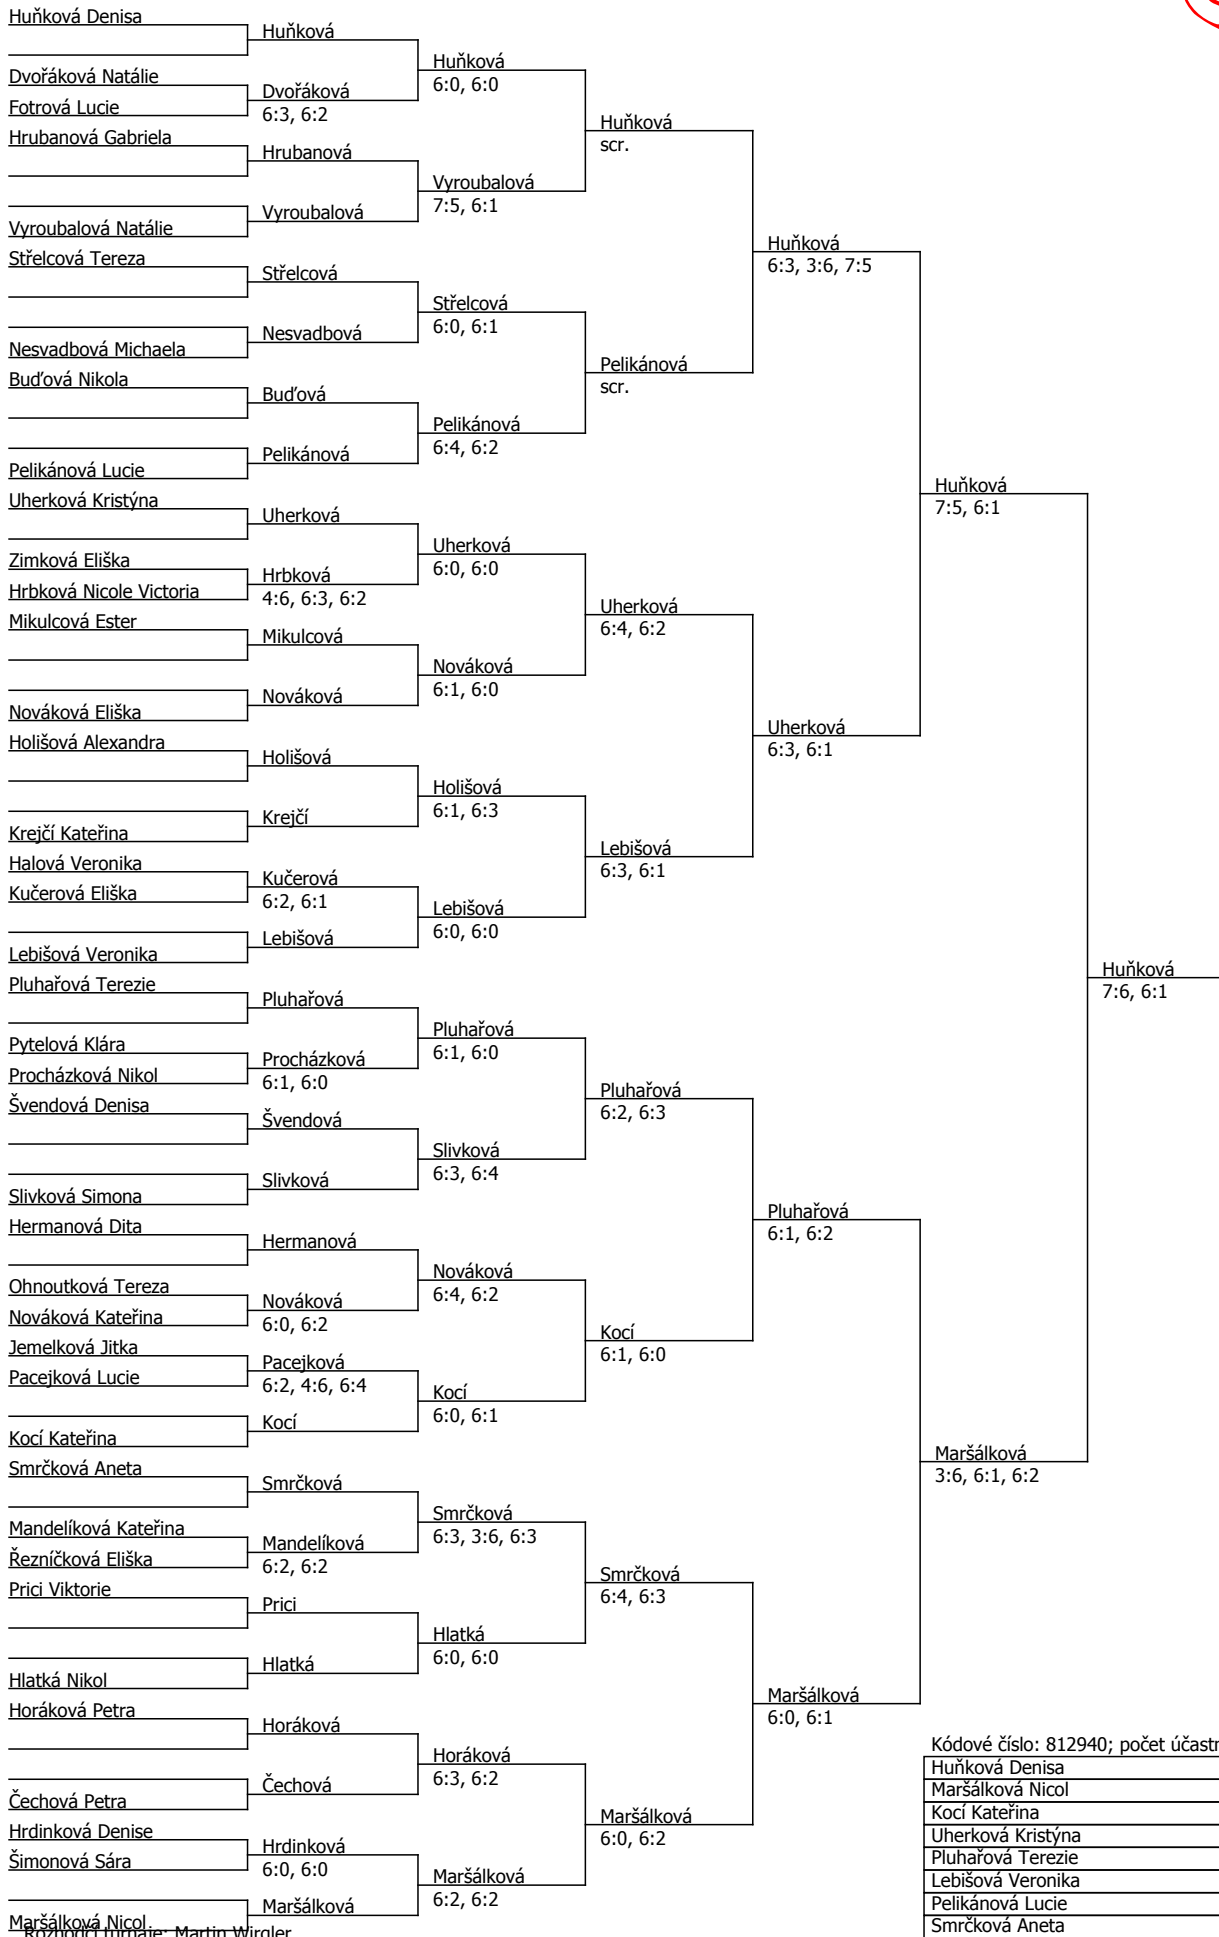 Huňková Denisa
Dvořáková Natálie
Fotrová Lucie
Hrubanová Gabriela
Vyroubalová Natálie
Střelcová Tereza
Nesvadbová Michaela
Buďová Nikola
Pelikánová Lucie
Uherková Kristýna
Zimková Eliška
Hrbková Nicole Victoria
Mikulcová Ester
Nováková Eliška
Holišová Alexandra
Krejčí Kateřina
Halová Veronika
Kučerová Eliška
Lebišová Veronika
Pluhařová Terezie
Pytelová Klára
Procházková Nikol
Švendová Denisa
Slivková Simona
Hermanová Dita
Ohnoutková Tereza
Nováková Kateřina
Jemelková Jitka
Pacejková Lucie
Kocí Kateřina
Smrčková Aneta
Mandelíková Kateřina
Řezníčková Eliška
Prici Viktorie
Hlatká Nikol
Horáková Petra
Čechová Petra
Hrdinková Denise
Šimonová Sára
Maršálková Nicol
Rozhodčí turnaje: Martin Wirgler
Huňková
Dvořáková
6:3, 6:2
Hrubanová
Vyroubalová
Střelcová
Nesvadbová
Buďová
Pelikánová
Uherková
Hrbková
4:6, 6:3, 6:2
Mikulcová
Nováková
Holišová
Krejčí
Kučerová
6:2, 6:1
Lebišová
Pluhařová
Procházková
6:1, 6:0
Švendová
Slivková
Hermanová
Nováková
6:0, 6:2
Pacejková
6:2, 4:6, 6:4
Kocí
Smrčková
Mandelíková
6:2, 6:2
Prici
Hlatká
Horáková
Čechová
Hrdinková
6:0, 6:0
Maršálková
Huňková
6:0, 6:0
Vyroubalová
7:5, 6:1
Střelcová
6:0, 6:1
Pelikánová
6:4, 6:2
Uherková
6:0, 6:0
Nováková
6:1, 6:0
Holišová
6:1, 6:3
Lebišová
6:0, 6:0
Pluhařová
6:1, 6:0
Slivková
6:3, 6:4
Nováková
6:4, 6:2
Kocí
6:0, 6:1
Smrčková
6:3, 3:6, 6:3
Hlatká
6:0, 6:0
Horáková
6:3, 6:2
Maršálková
6:2, 6:2
Huňková
scr.
Pelikánová
scr.
Uherková
6:4, 6:2
Lebišová
6:3, 6:1
Pluhařová
6:2, 6:3
Kocí
6:1, 6:0
Smrčková
6:4, 6:3
Maršálková
6:0, 6:2
Huňková
6:3, 3:6, 7:5
Uherková
6:3, 6:1
Pluhařová
6:1, 6:2
Maršálková
6:0, 6:1
Huňková
7:5, 6:1
Maršálková
3:6, 6:1, 6:2
Huňková
7:6, 6:1
Kódové číslo: 812940; počet účastn
Huňková Denisa
Maršálková Nicol
Kocí Kateřina
Uherková Kristýna
Pluhařová Terezie
Lebišová Veronika
Pelikánová Lucie
Smrčková Aneta